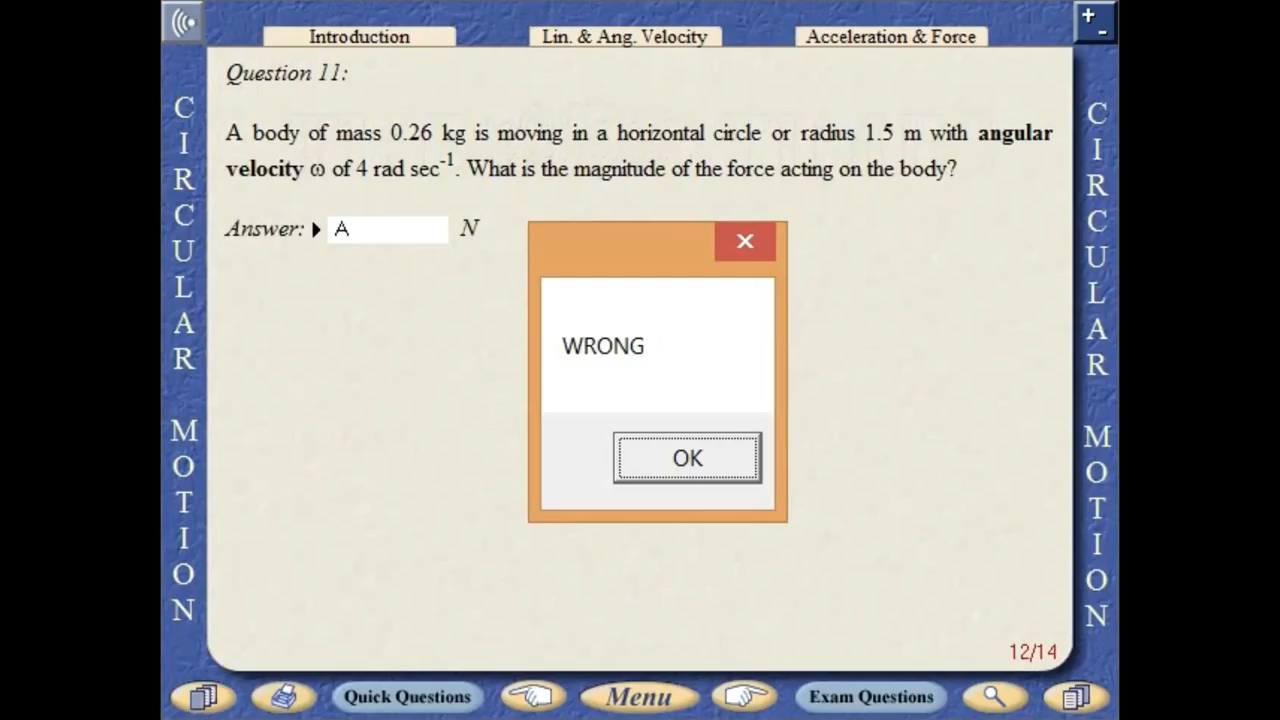 Introduction
Lin. & Ang. Velocity
Acceleration & Force
+
-
CIRCULAR MOTION
CIRCULAR MOTION
Question 11:
A body of mass 0.26 kg is moving in a horizontal circle or radius 1.5 m with angular
velocity ω of 4 rad sec-1. What is the magnitude of the force acting on the body?
Answer: A N
WRONG
OK
12/14
Quick Questions
Menu
Exam Questions